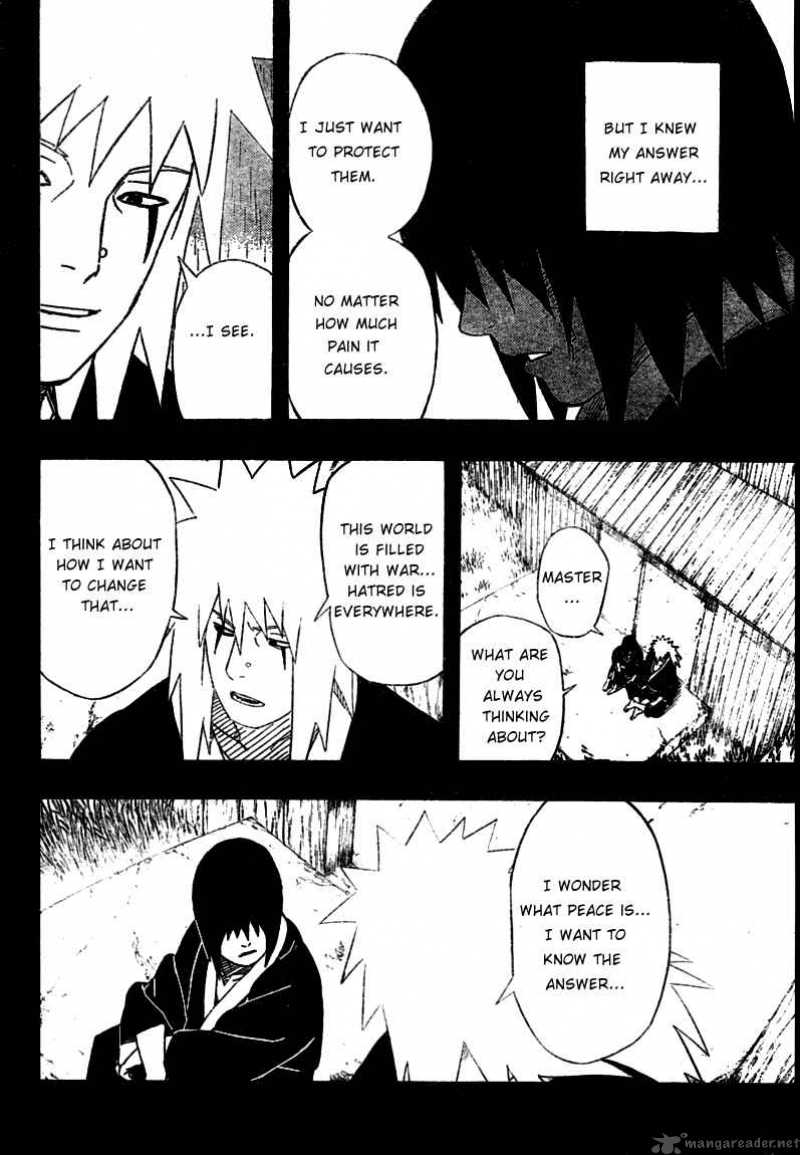 BUT I KNEW
MY ANSWER
RIGHT AWAY...
I JUST WANT
TO PROTECT
THEM.
NO MATTER
HOW MUCH
PAIN IT
CAUSES.
...I SEE.
MASTER
...
WHAT ARE
YOU
ALWAYS
THINKING
ABOUT?
THIS WORLD
IS FILLED
WITH WAR...
HATRED IS
EVERYWHERE.
I THINK ABOUT
HOW I WANT
TO CHANGE
THAT...
I WONDER
WHAT PEACE IS...
I WANT TO
KNOW THE
ANSWER...
mangareader.net